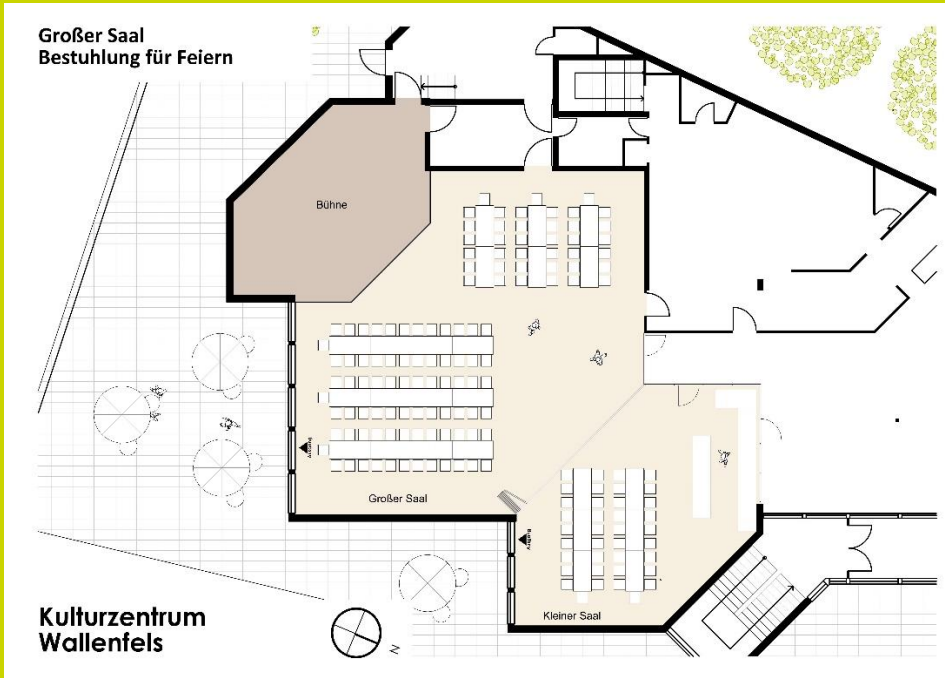 Großer Saal
Bestuhlung für Feiern
Bühne
Großer Saal
Kleiner Saal
Kulturzentrum
Wallenfels
N